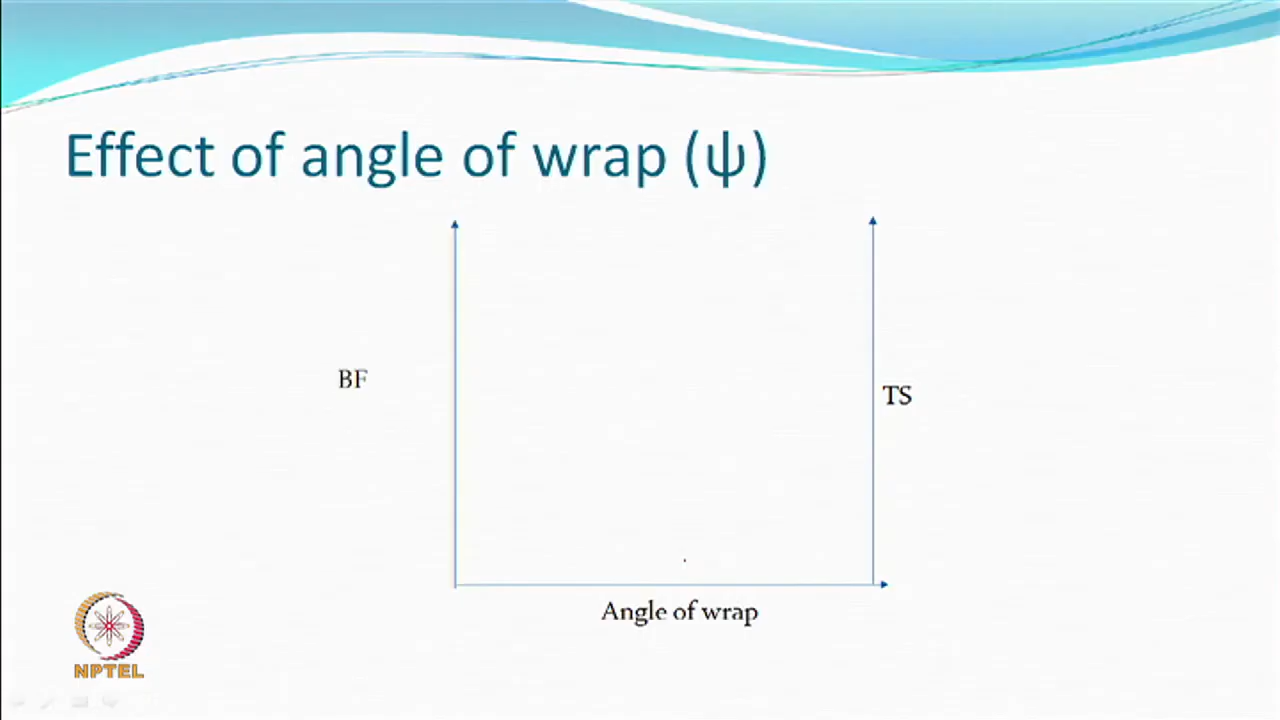 Effect of angle of wrap (ψ)
BF
TS
Angle of wrap
NPTEL